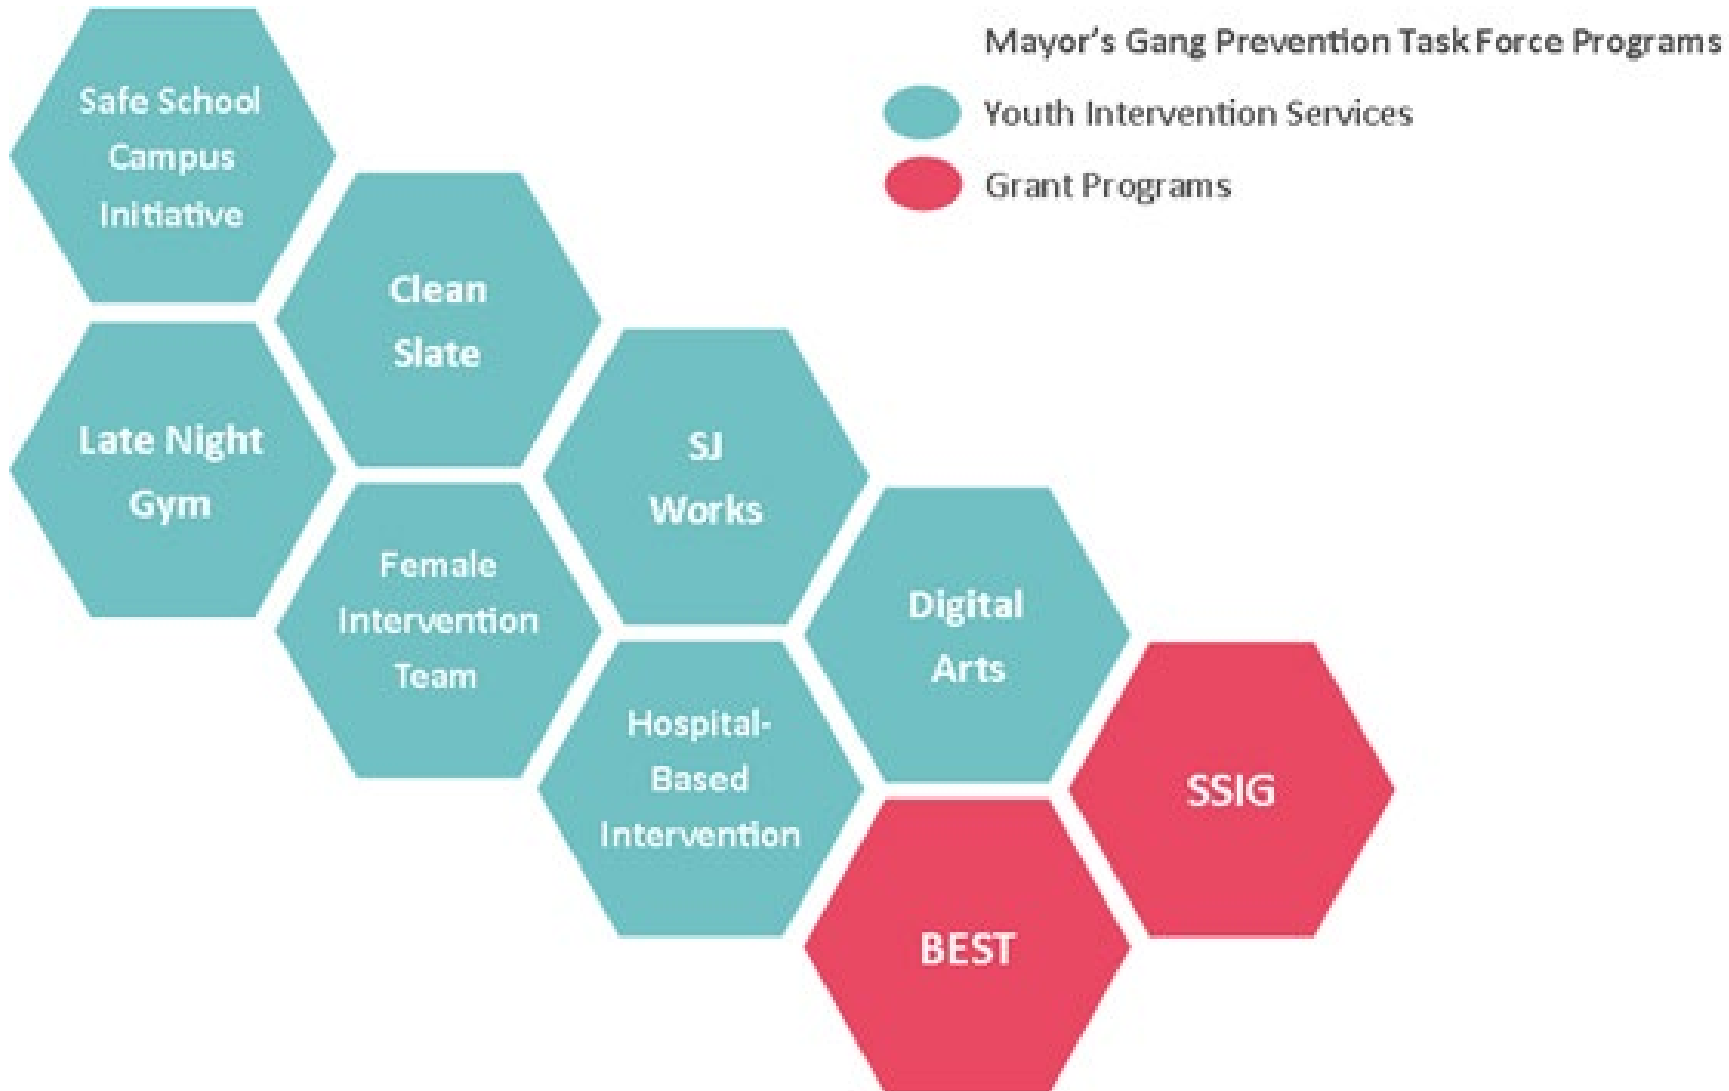 Mayor's Gang Prevention Task Force Programs
Youth Intervention Services
Grant Programs
Safe School
Campus
Initiative
Clean
Slate
Late Night
Gym
SJ
Works
Female
Intervention
Team
Digital
Arts
Hospital-
Based
Intervention
SSIG
BEST